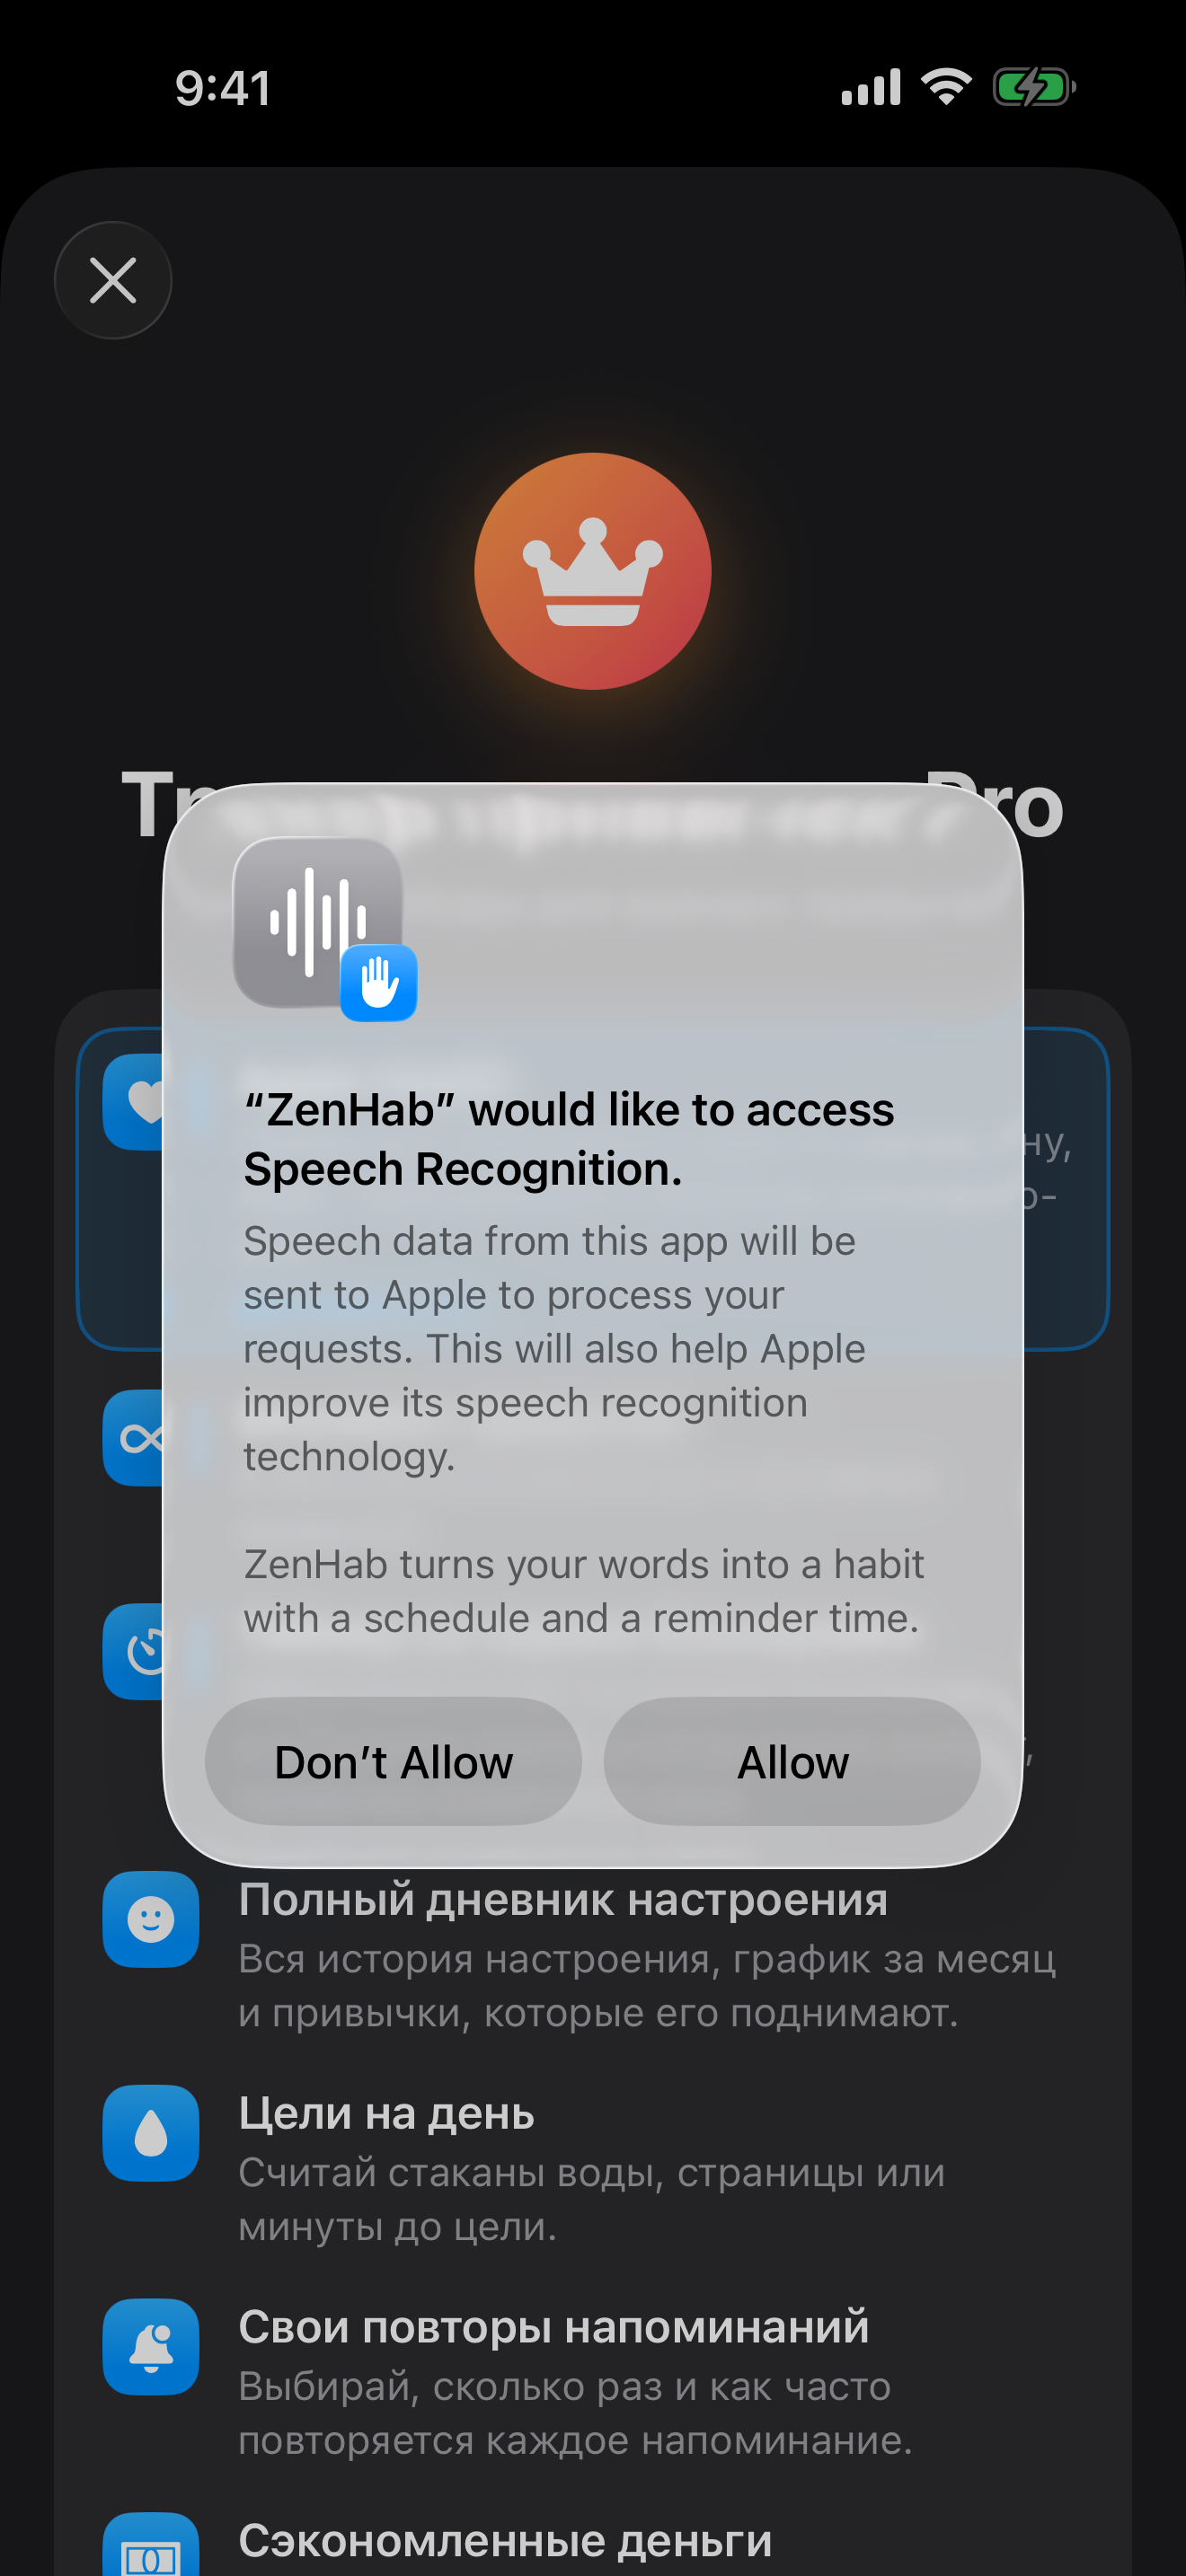 9:41
Pro
“ZenHab” would like to access
Speech Recognition.
Speech data from this app will be
sent to Apple to process your
requests. This will also help Apple
improve its speech recognition
technology.
ZenHab turns your words into a habit
with a schedule and a reminder time.
Don’t Allow
Allow
Полный дневник настроения
Вся история настроения, график за месяц
и привычки, которые его поднимают.
Цели на день
Считай стаканы воды, страницы или
минуты до цели.
Свои повторы напоминаний
Выбирай, сколько раз и как часто
повторяется каждое напоминание.
Сэкономленные деньги